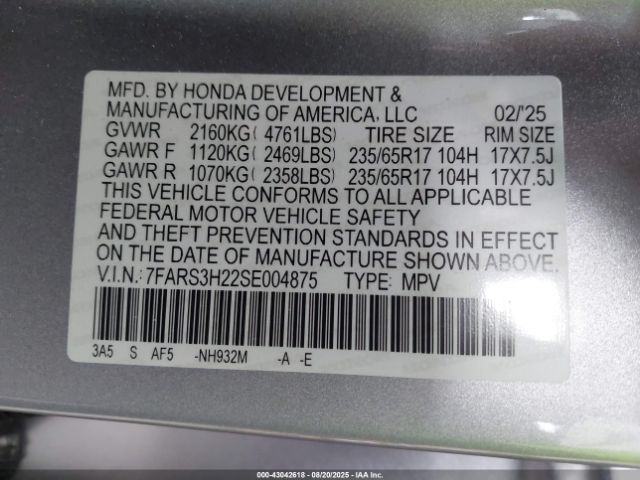 MFD. BY HONDA DEVELOPMENT &
MANUFACTURING OF AMERICA, LLC 02/'25
GVWR 2160KG( 4761LBS) TIRE SIZE RIM SIZE
GAWR F 1120KG( 2469LBS) 235/65R17 104H 17X7.5J
GAWR R 1070KG( 2358LBS) 235/65R17 104H 17X7.5J
THIS VEHICLE CONFORMS TO ALL APPLICABLE
FEDERAL MOTOR VEHICLE SAFETY
AND THEFT PREVENTION STANDARDS IN EFFECT
ON THE DATE OF MANUFACTURE SHOWN ABOVE.
V.I.N.:7FARS3H22SE004875 TYPE: MPV
3A5 S AF5 -NH932M -A -E
000-43042618 - 08/20/2025 - IAAI.COM